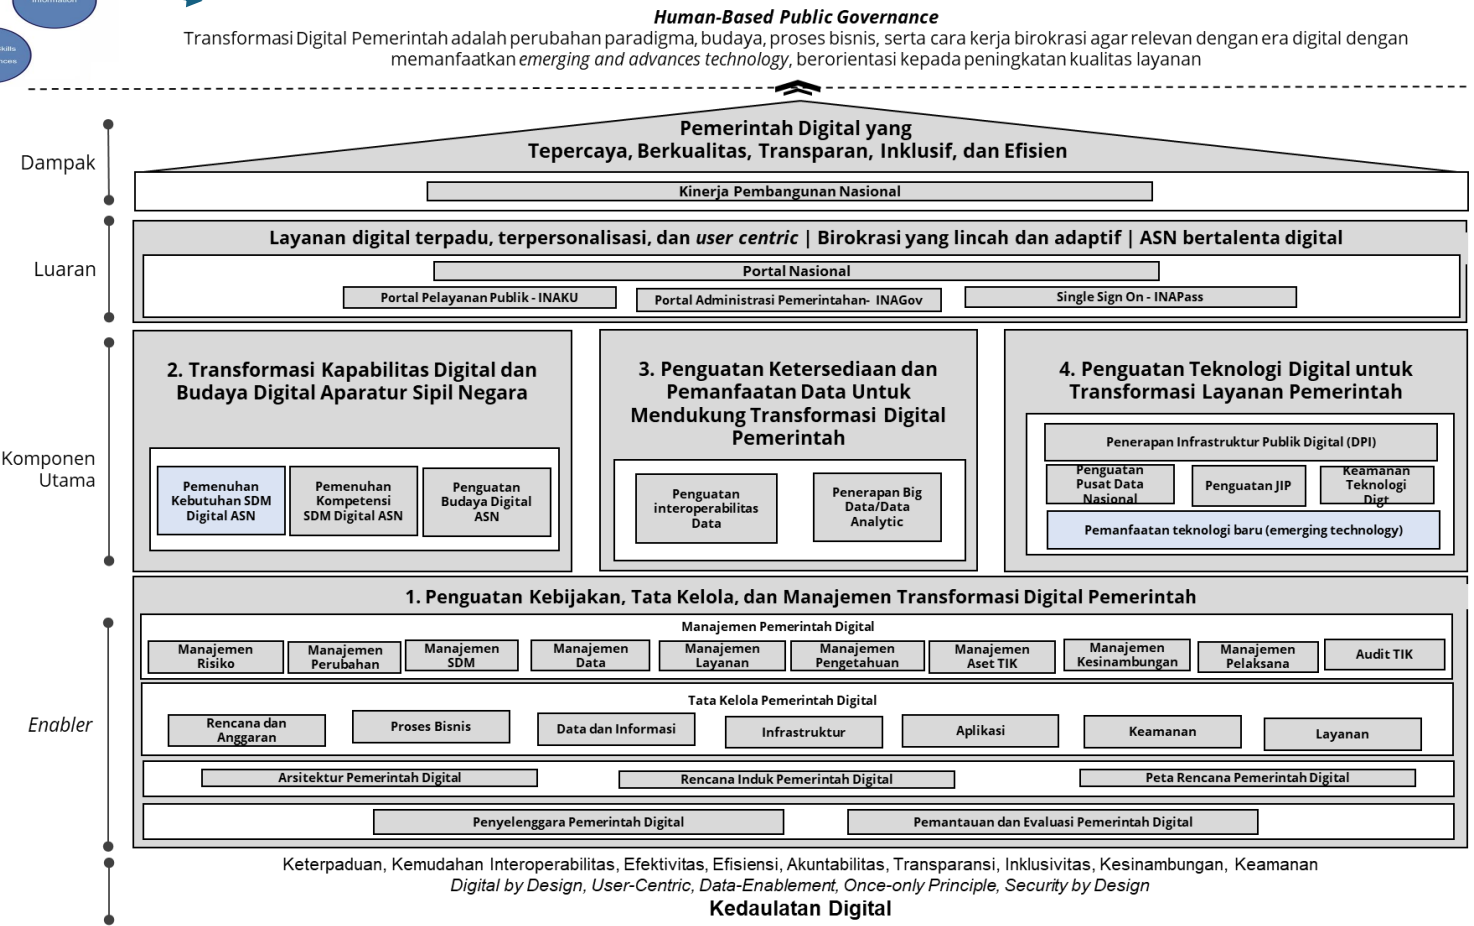 Information
kills
nces
Human-Based Public Governance
Transformasi Digital Pemerintah adalah perubahan paradigma, budaya, proses bisnis, serta cara kerja birokrasi agar relevan dengan era digital dengan
memanfaatkan emerging and advances technology, berorientasi kepada peningkatan kualitas layanan
Dampak
Pemerintah Digital yang
Tepercaya, Berkualitas, Transparan, Inklusif, dan Efisien
Kinerja Pembangunan Nasional
Luaran
Layanan digital terpadu, terpersonalisasi, dan user centric | Birokrasi yang lincah dan adaptif | ASN bertalenta digital
Portal Nasional
Portal Pelayanan Publik - INAKU
Portal Administrasi Pemerintahan- INAGov
Single Sign On - INAPass
Komponen
Utama
2. Transformasi Kapabilitas Digital dan
Budaya Digital Aparatur Sipil Negara
Pemenuhan
Kebutuhan SDM
Digital ASN
Pemenuhan
Kompetensi
SDM Digital ASN
Penguatan
Budaya Digital
ASN
3. Penguatan Ketersediaan dan
Pemanfaatan Data Untuk
Mendukung Transformasi Digital
Pemerintah
Penguatan
interoperabilitas
Data
Penerapan Big
Data/Data
Analytic
4. Penguatan Teknologi Digital untuk
Transformasi Layanan Pemerintah
Penerapan Infrastruktur Publik Digital (DPI)
Penguatan
Pusat Data
Nasional
Penguatan JIP
Keamanan
Teknologi
Digt
Pemanfaatan teknologi baru (emerging technology)
Enabler
1. Penguatan Kebijakan, Tata Kelola, dan Manajemen Transformasi Digital Pemerintah
Manajemen Pemerintah Digital
Manajemen
Risiko
Manajemen
Perubahan
Manajemen
SDM
Manajemen
Data
Manajemen
Layanan
Manajemen
Pengetahuan
Manajemen
Aset TIK
Manajemen
Kesinambungan
Manajemen
Pelaksana
Audit TIK
Tata Kelola Pemerintah Digital
Rencana dan
Anggaran
Proses Bisnis
Data dan Informasi
Infrastruktur
Aplikasi
Keamanan
Layanan
Arsitektur Pemerintah Digital
Rencana Induk Pemerintah Digital
Peta Rencana Pemerintah Digital
Penyelenggara Pemerintah Digital
Pemantauan dan Evaluasi Pemerintah Digital
Keterpaduan, Kemudahan Interoperabilitas, Efektivitas, Efisiensi, Akuntabilitas, Transparansi, Inklusivitas, Kesinambungan, Keamanan
Digital by Design, User-Centric, Data-Enablement, Once-only Principle, Security by Design
Kedaulatan Digital